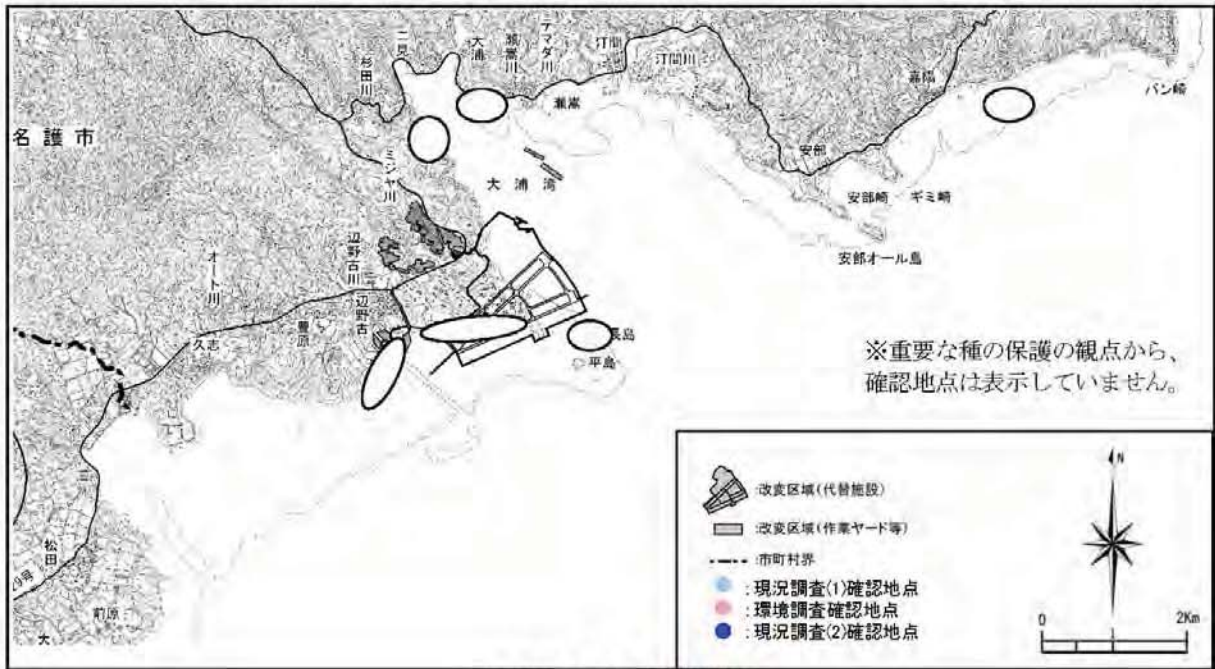 二見
大浦
瀬嵩川
テマダ川
汀間
汀間川
杉田川
瀬嵩
嘉陽
バン崎
名護市
安部
ミジャ川
大浦湾
安部崎
ギミ崎
安部オール島
辺野古川
オート川
辺野古
豊原
久志
長島
平島
※重要な種の保護の観点から、
確認地点は表示していません。
松田
前原
大
:改変区域(代替施設)
:改変区域(作業ヤード等)
:市町村界
:現況調査(1)確認地点
:環境調査確認地点
:現況調査(2)確認地点
N
0 2Km